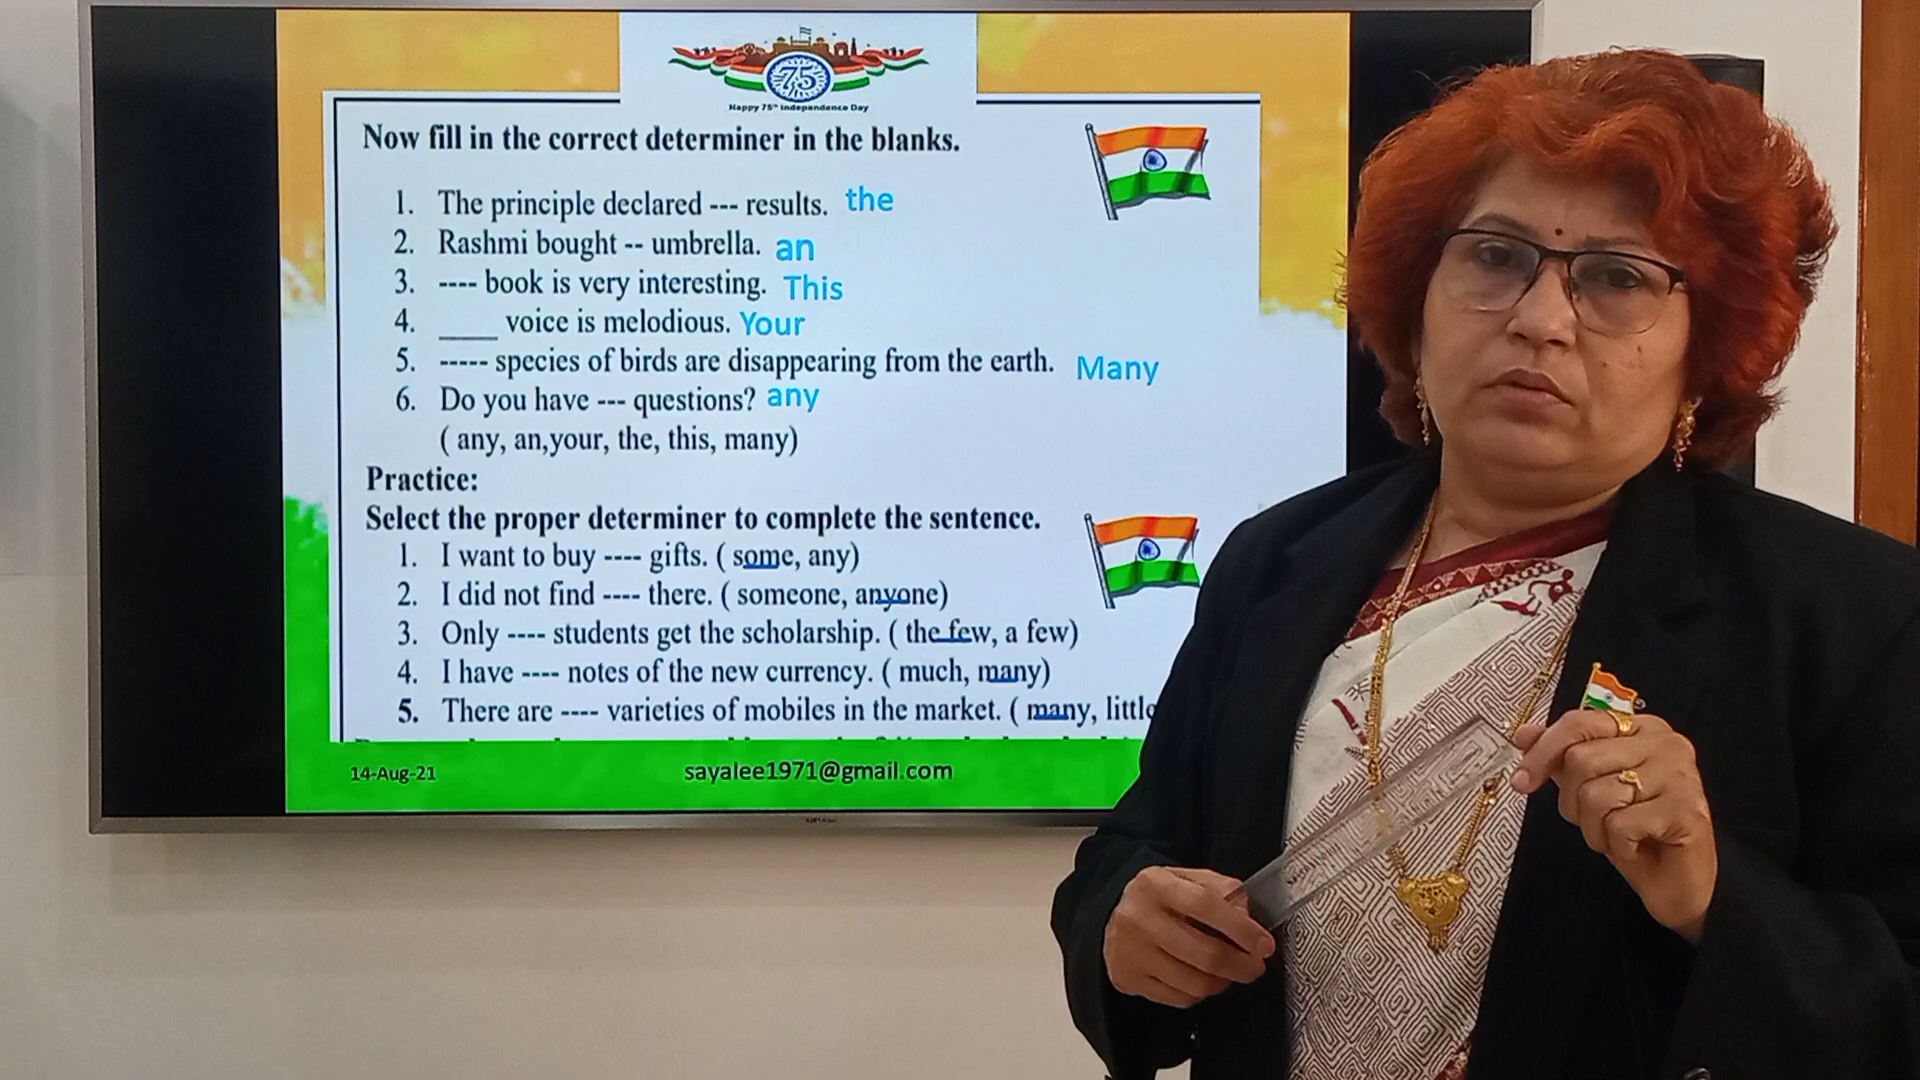 75
Happy 75th Independence Day
Now fill in the correct determiner in the blanks.
1. The principle declared --- results. the
2. Rashmi bought -- umbrella. an
3. ---- book is very interesting. This
4. _____ voice is melodious. Your
5. ----- species of birds are disappearing from the earth. Many
6. Do you have --- questions? any
( any, an,your, the, this, many)
Practice:
Select the proper determiner to complete the sentence.
1. I want to buy ---- gifts. ( some, any)
2. I did not find ---- there. ( someone, anyone)
3. Only ---- students get the scholarship. ( the few, a few)
4. I have ---- notes of the new currency. ( much, many)
5. There are ---- varieties of mobiles in the market. ( many, little
14-Aug-21 sayalee1971@gmail.com